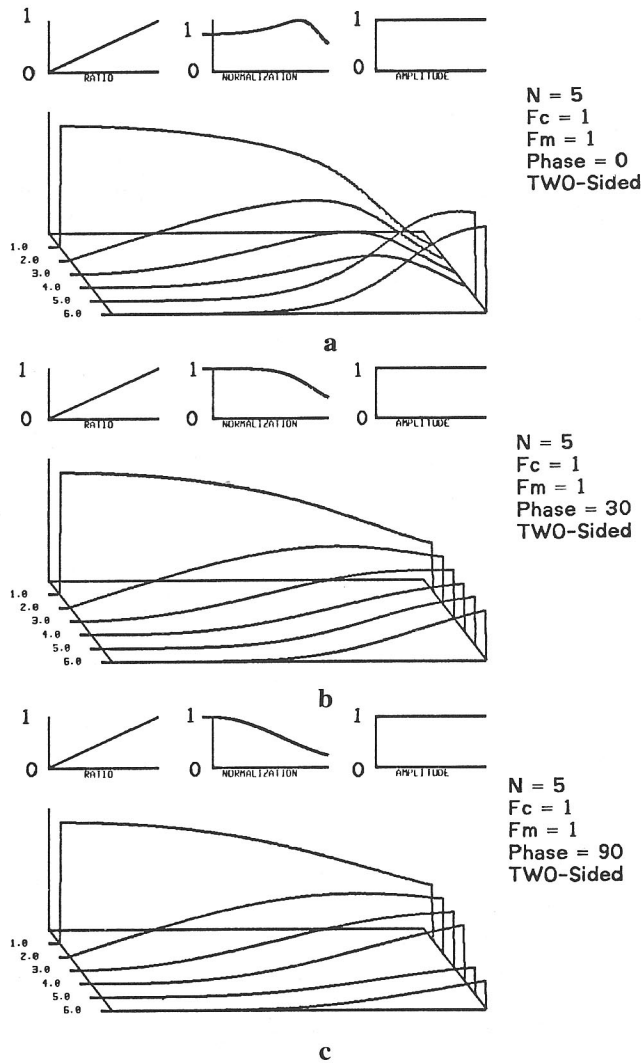 1
0
RATIO
1
0
NORMALIZATION
1
0
AMPLITUDE
N = 5
Fc = 1
Fm = 1
Phase = 0
TWO-Sided
1.0
2.0
3.0
4.0
5.0
6.0
a
1
0
RATIO
1
0
NORMALIZATION
1
0
AMPLITUDE
N = 5
Fc = 1
Fm = 1
Phase = 30
TWO-Sided
1.0
2.0
3.0
4.0
5.0
6.0
b
1
0
RATIO
1
0
NORMALIZATION
1
0
AMPLITUDE
N = 5
Fc = 1
Fm = 1
Phase = 90
TWO-Sided
1.0
2.0
3.0
4.0
5.0
6.0
c